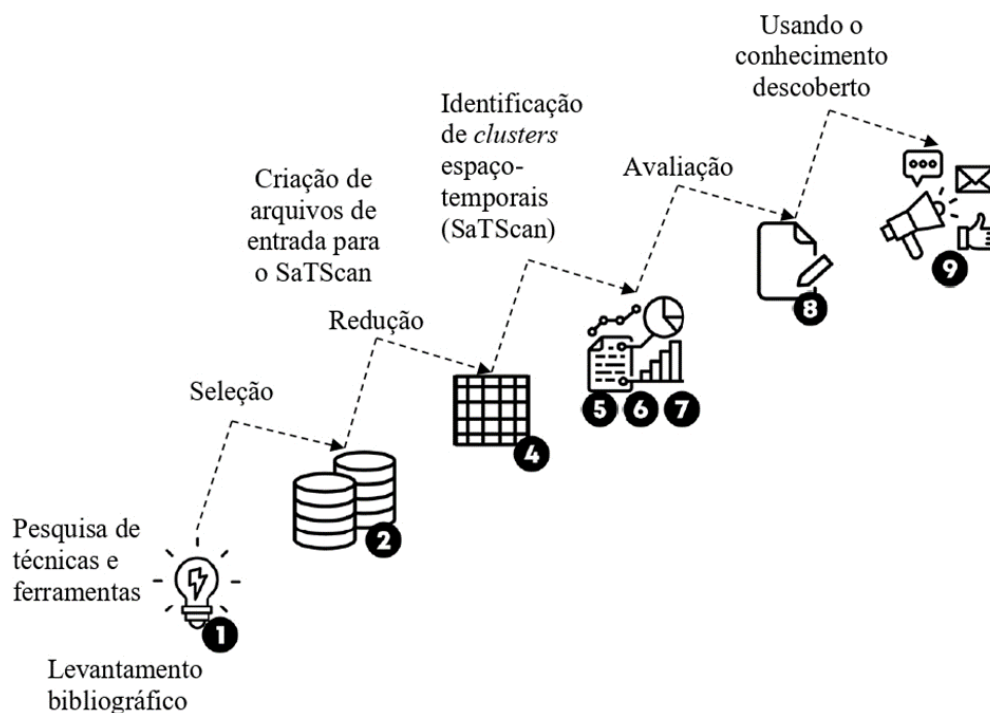 Pesquisa de
técnicas e
ferramentas
1
Levantamento
bibliográfico
Seleção
2
Criação de
arquivos de
entrada para
o SaTScan
Redução
4
Identificação
de clusters
espaço-
temporais
(SaTScan)
5 6 7
Avaliação
8
Usando o
conhecimento
descoberto
9